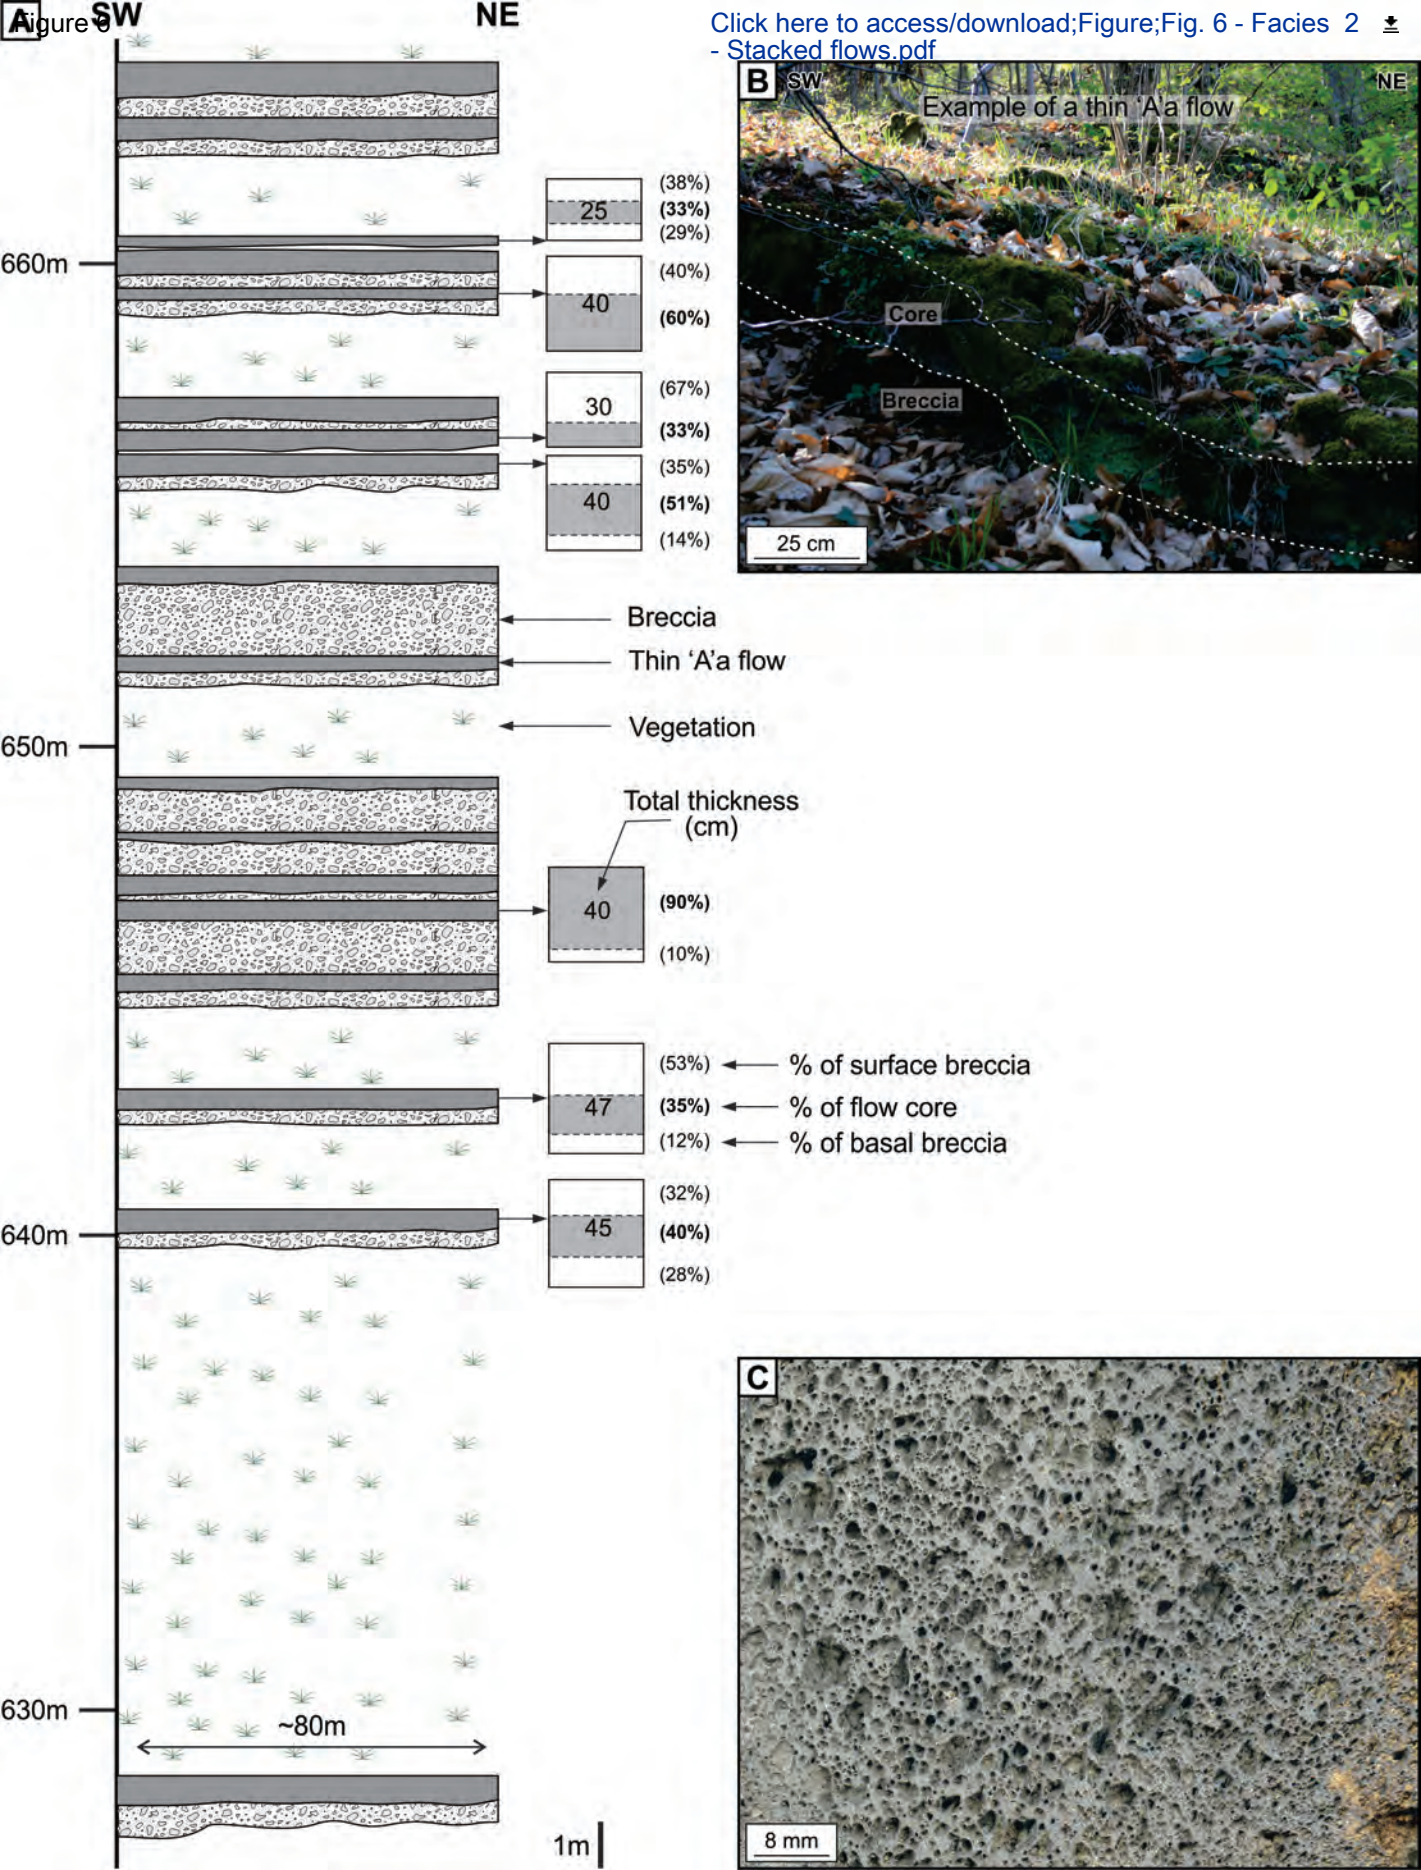 Figure 6
Click here to access/download;Figure;Fig. 6 - Facies 2
- Stacked flows.pdf
A
SW
NE
660m
650m
640m
630m
(38%)
25
(33%)
(29%)
(40%)
40
(60%)
(67%)
30
(33%)
(35%)
40
(51%)
(14%)
Breccia
Thin ‘A’a flow
Vegetation
Total thickness
(cm)
40
(90%)
(10%)
(53%)
% of surface breccia
47
(35%)
% of flow core
(12%)
% of basal breccia
(32%)
45
(40%)
(28%)
~80m
1m
B
SW
NE
Example of a thin ‘A’a flow
Core
Breccia
25 cm
C
8 mm